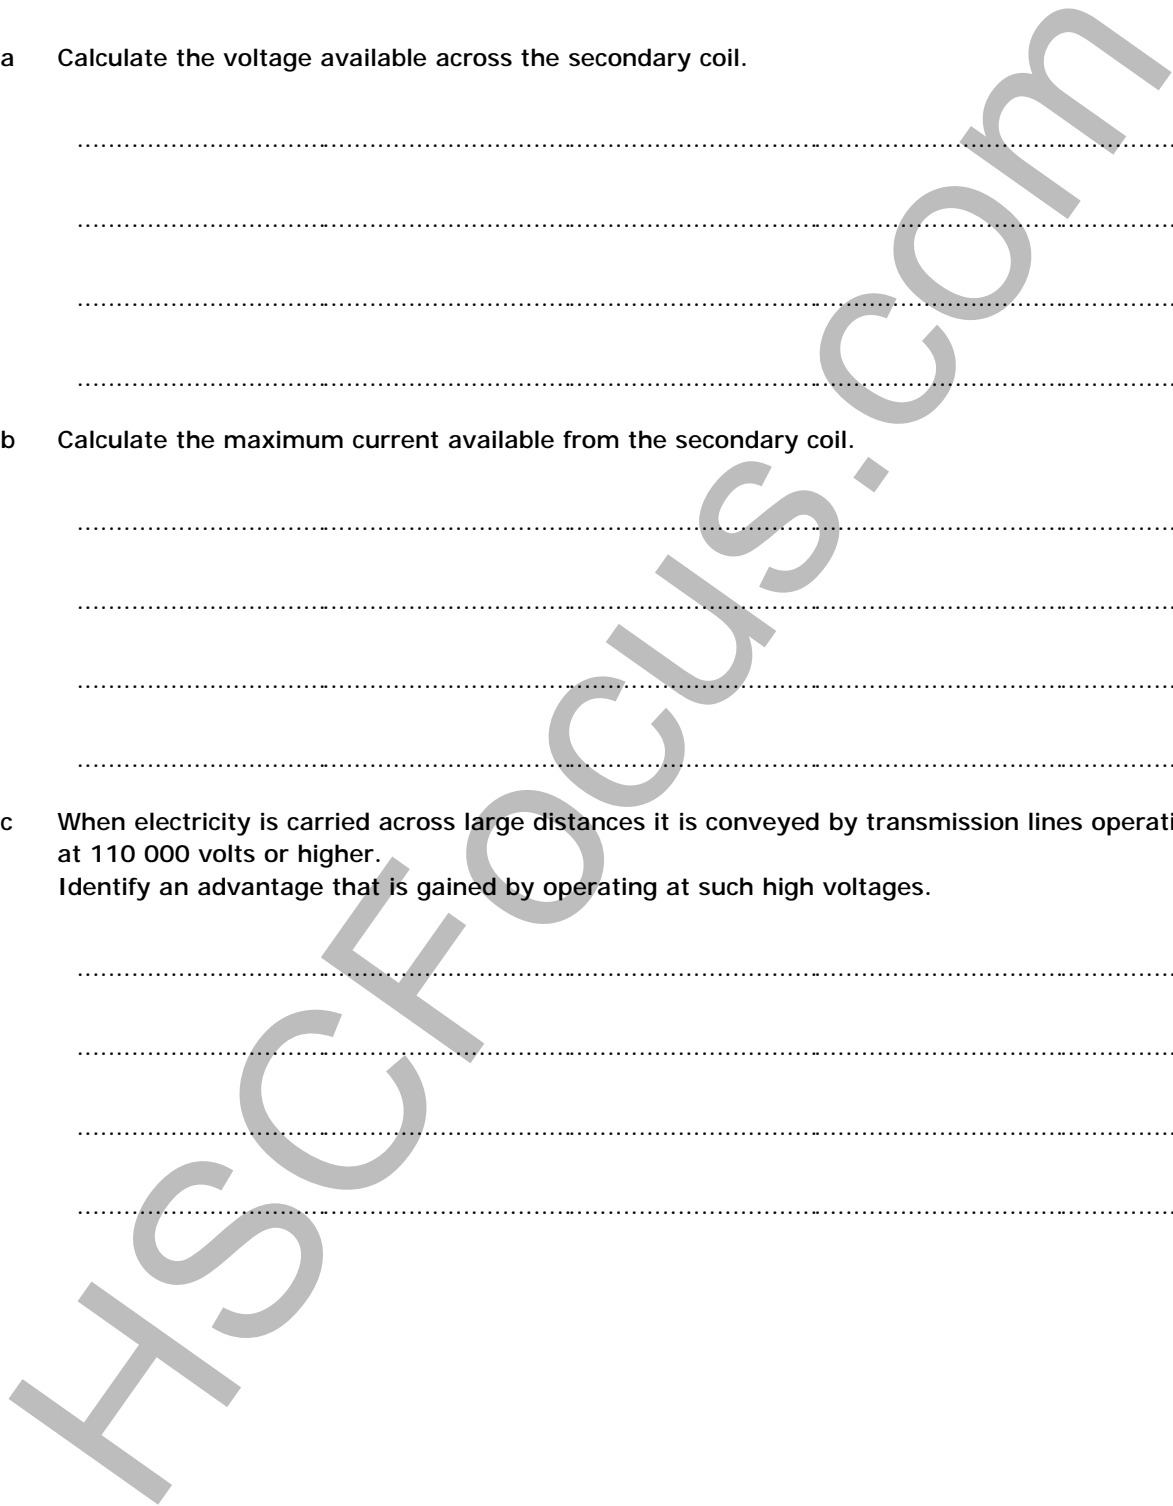 a Calculate the voltage available across the secondary coil.
b Calculate the maximum current available from the secondary coil.
c When electricity is carried across large distances it is conveyed by transmission lines operati
at 110 000 volts or higher.
Identify an advantage that is gained by operating at such high voltages.
HSCFocus.com